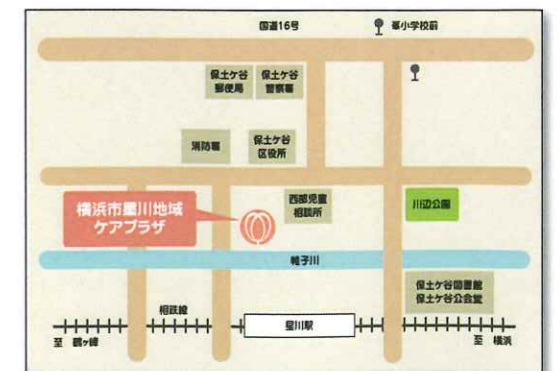 国道16号
峯小学校前
保土ケ谷
郵便局
保土ケ谷
警察署
消防署
保土ケ谷
区役所
横浜市星川地域
ケアプラザ
西部児童
相談所
川辺公園
帷子川
保土ケ谷図書館
保土ケ谷公会堂
相鉄線
星川駅
至 鶴ヶ峰
至 横浜